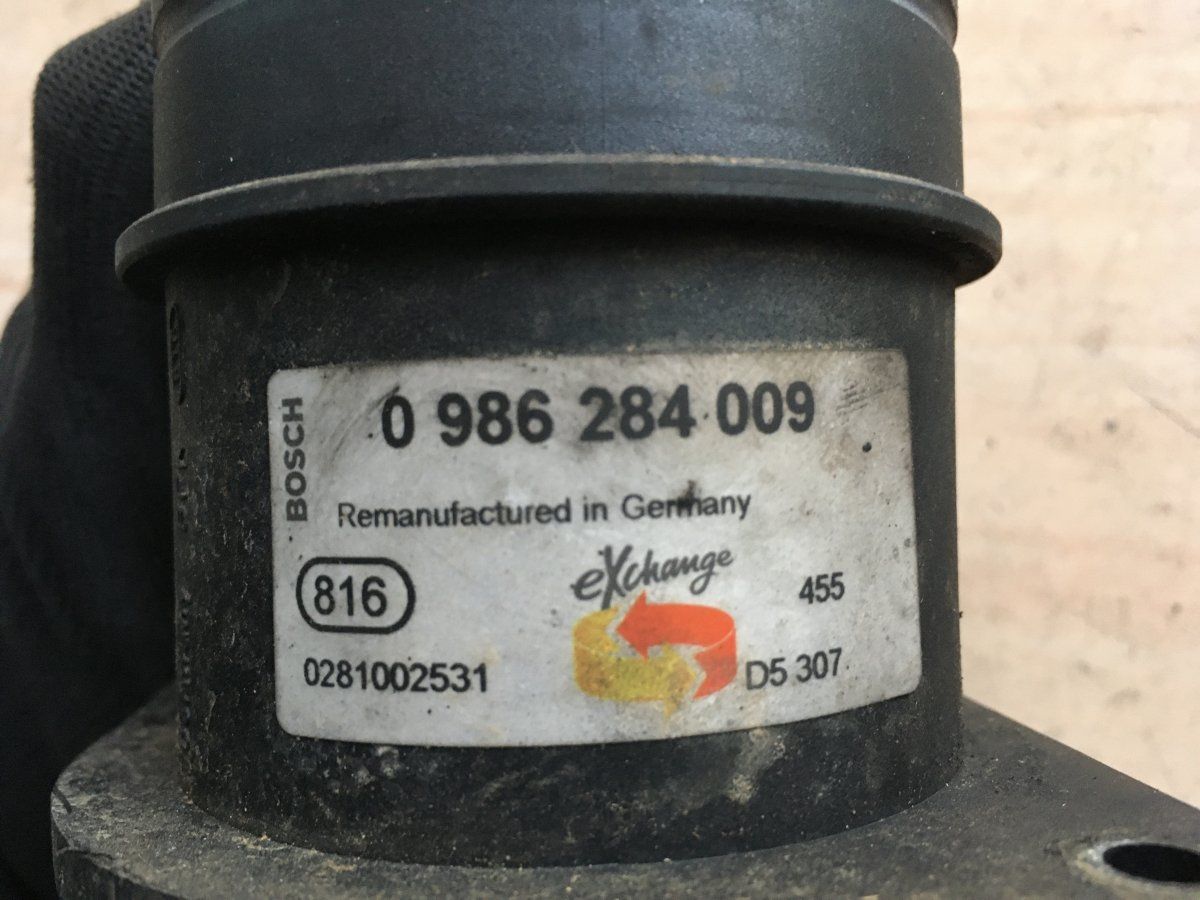 BOSCH
0 986 284 009
Remanufactured in Germany
816
eXchange
455
0281002531
D5 307